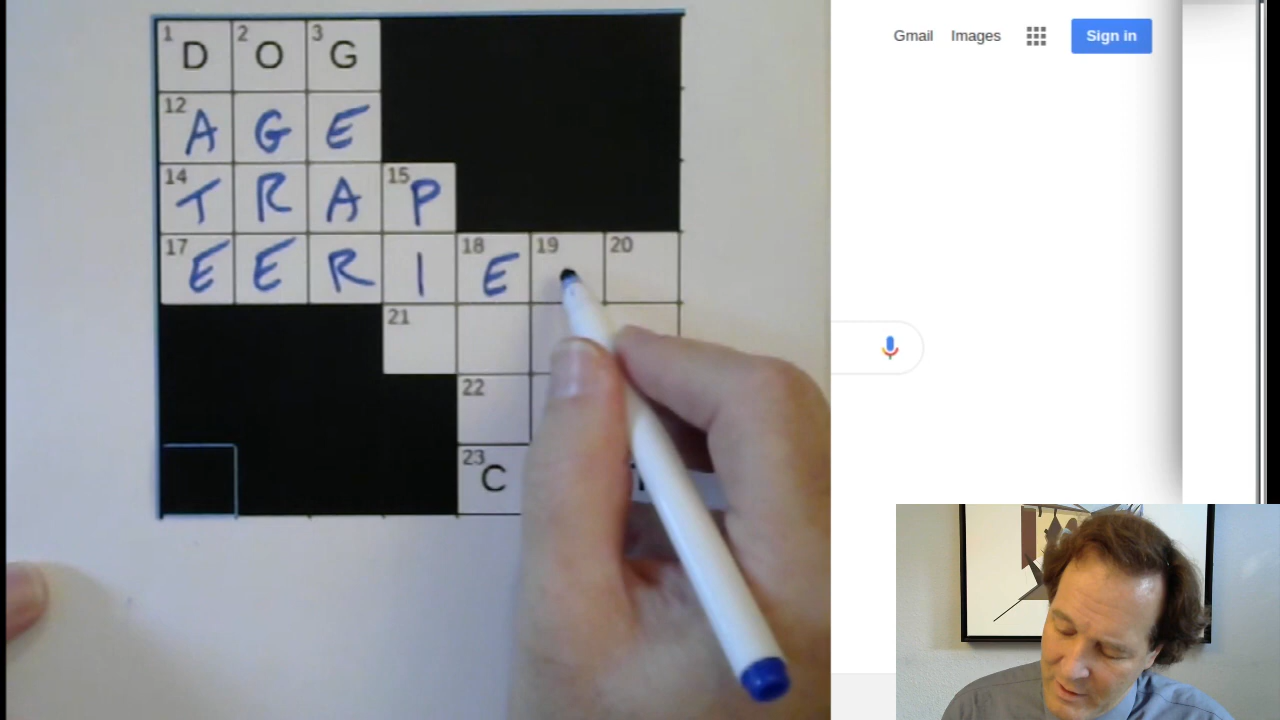 Gmail Images Sign in
1 D 2 O 3 G
12 A G E
14 T R A 15 P
17 E E R I 18 E 19 20
21
22
23 C